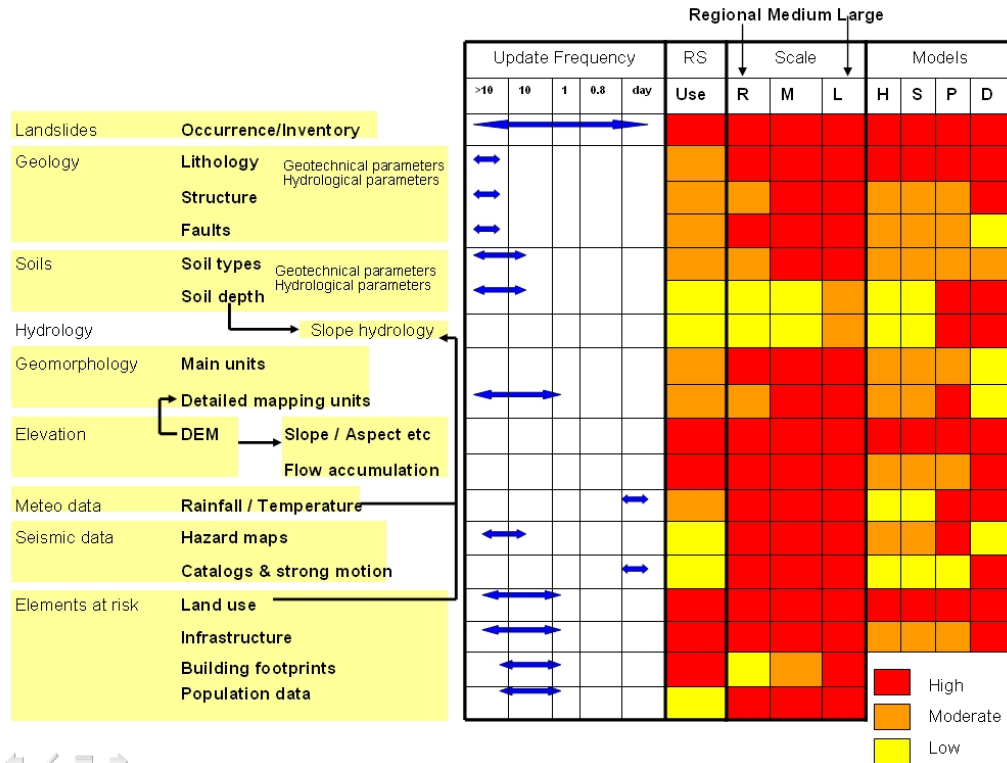 Regional Medium Large
Update Frequency RS Scale Models
>10 10 1 0.8 day Use R M L H S P D
Landslides Occurrence/Inventory
Geology Lithology Geotechnical parameters
Hydrological parameters
Structure
Faults
Soils Soil types Geotechnical parameters
Hydrological parameters
Soil depth
Hydrology Slope hydrology
Geomorphology Main units
Detailed mapping units
Elevation DEM Slope / Aspect etc
Flow accumulation
Meteo data Rainfall / Temperature
Seismic data Hazard maps
Catalogs & strong motion
Elements at risk Land use
Infrastructure
Building footprints
Population data
High
Moderate
Low